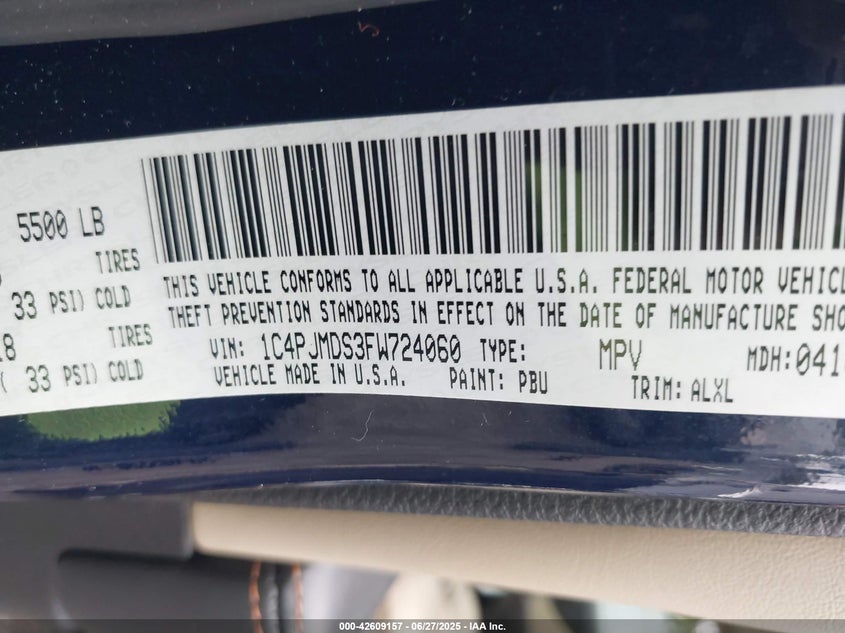 5500 LB
TIRES
33 PSI) COLD
TIRES
( 33 PSI) COLD
THIS VEHICLE CONFORMS TO ALL APPLICABLE U.S.A. FEDERAL MOTOR VEHICL
THEFT PREVENTION STANDARDS IN EFFECT ON THE DATE OF MANUFACTURE SHO
VIN: 1C4PJMDS3FW724060 TYPE: MPV MDH: 041
VEHICLE MADE IN U.S.A. PAINT: PBU TRIM: ALXL
000-42609157 - 06/27/2025 - IAA Inc.